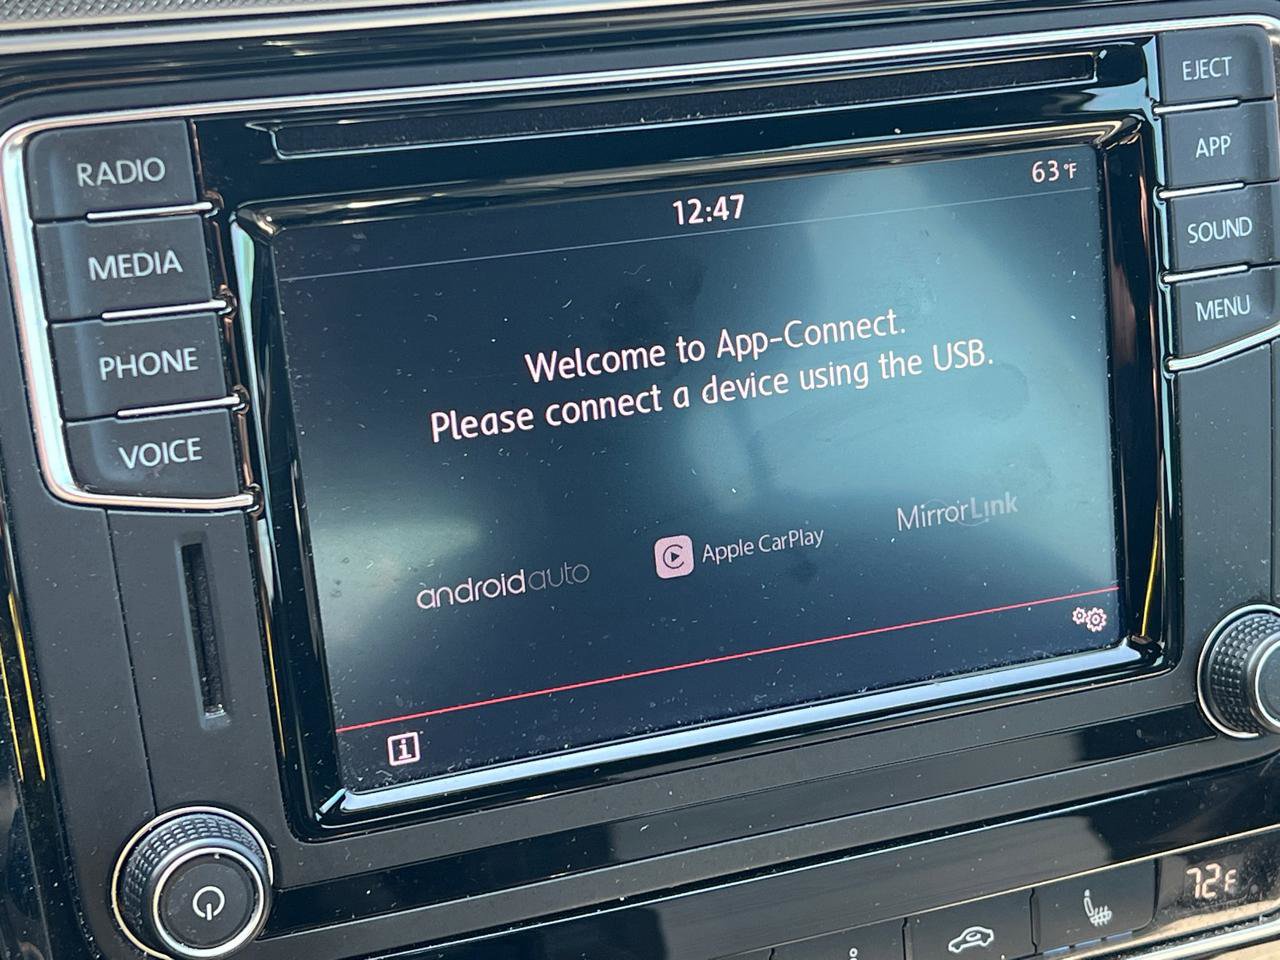 EJECT
RADIO
APP
63°F
12:47
MEDIA
SOUND
MENU
Welcome to App-Connect.
Please connect a device using the USB.
PHONE
VOICE
androidauto
Apple CarPlay
MirrorLink
i
72°F